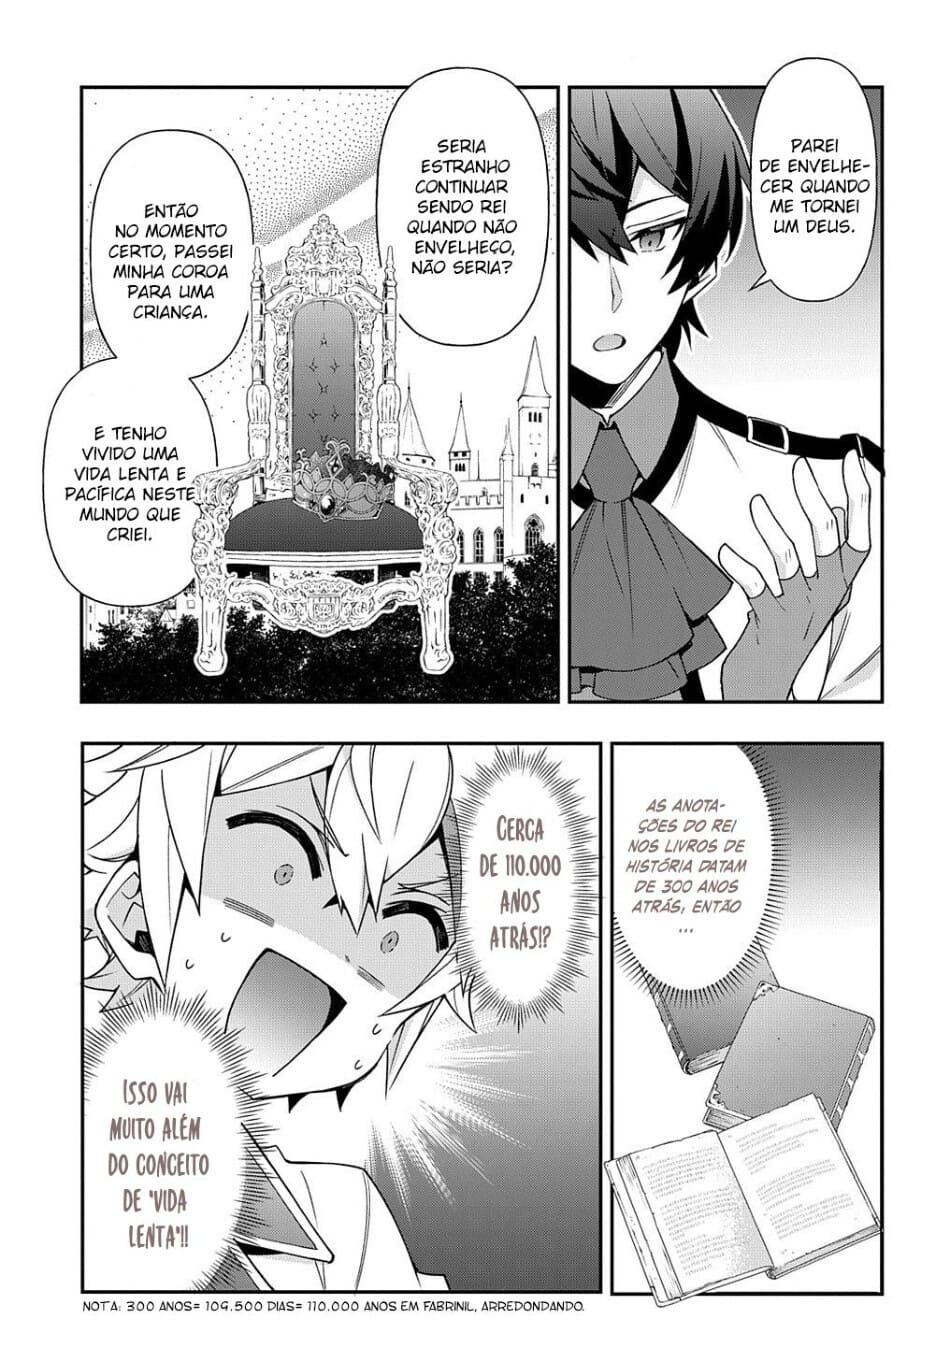 PAREI
DE ENVELHE-
CER QUANDO
ME TORNEI
UM DEUS.
SERIA
ESTRANHO
CONTINUAR
SENDO REI
QUANDO NÃO
ENVELHEÇO,
NÃO SERIA?
ENTÃO
NO MOMENTO
CERTO, PASSEI
MINHA COROA
PARA UMA
CRIANÇA.
E TENHO
VIVIDO UMA
VIDA LENTA E
PACÍFICA NESTE
MUNDO QUE
CRIEI.
AS ANOTA-
ÇÕES DO REI
NOS LIVROS DE
HISTÓRIA DATAM
DE 300 ANOS
ATRÁS, ENTÃO
...
CERCA
DE 110.000
ANOS
ATRÁS!?
ISSO VAI
MUITO ALÉM
DO CONCEITO
DE "VIDA
LENTA"!!
NOTA: 300 ANOS= 109.500 DIAS= 110.000 ANOS EM FABRINIL, ARREDONDANDO.